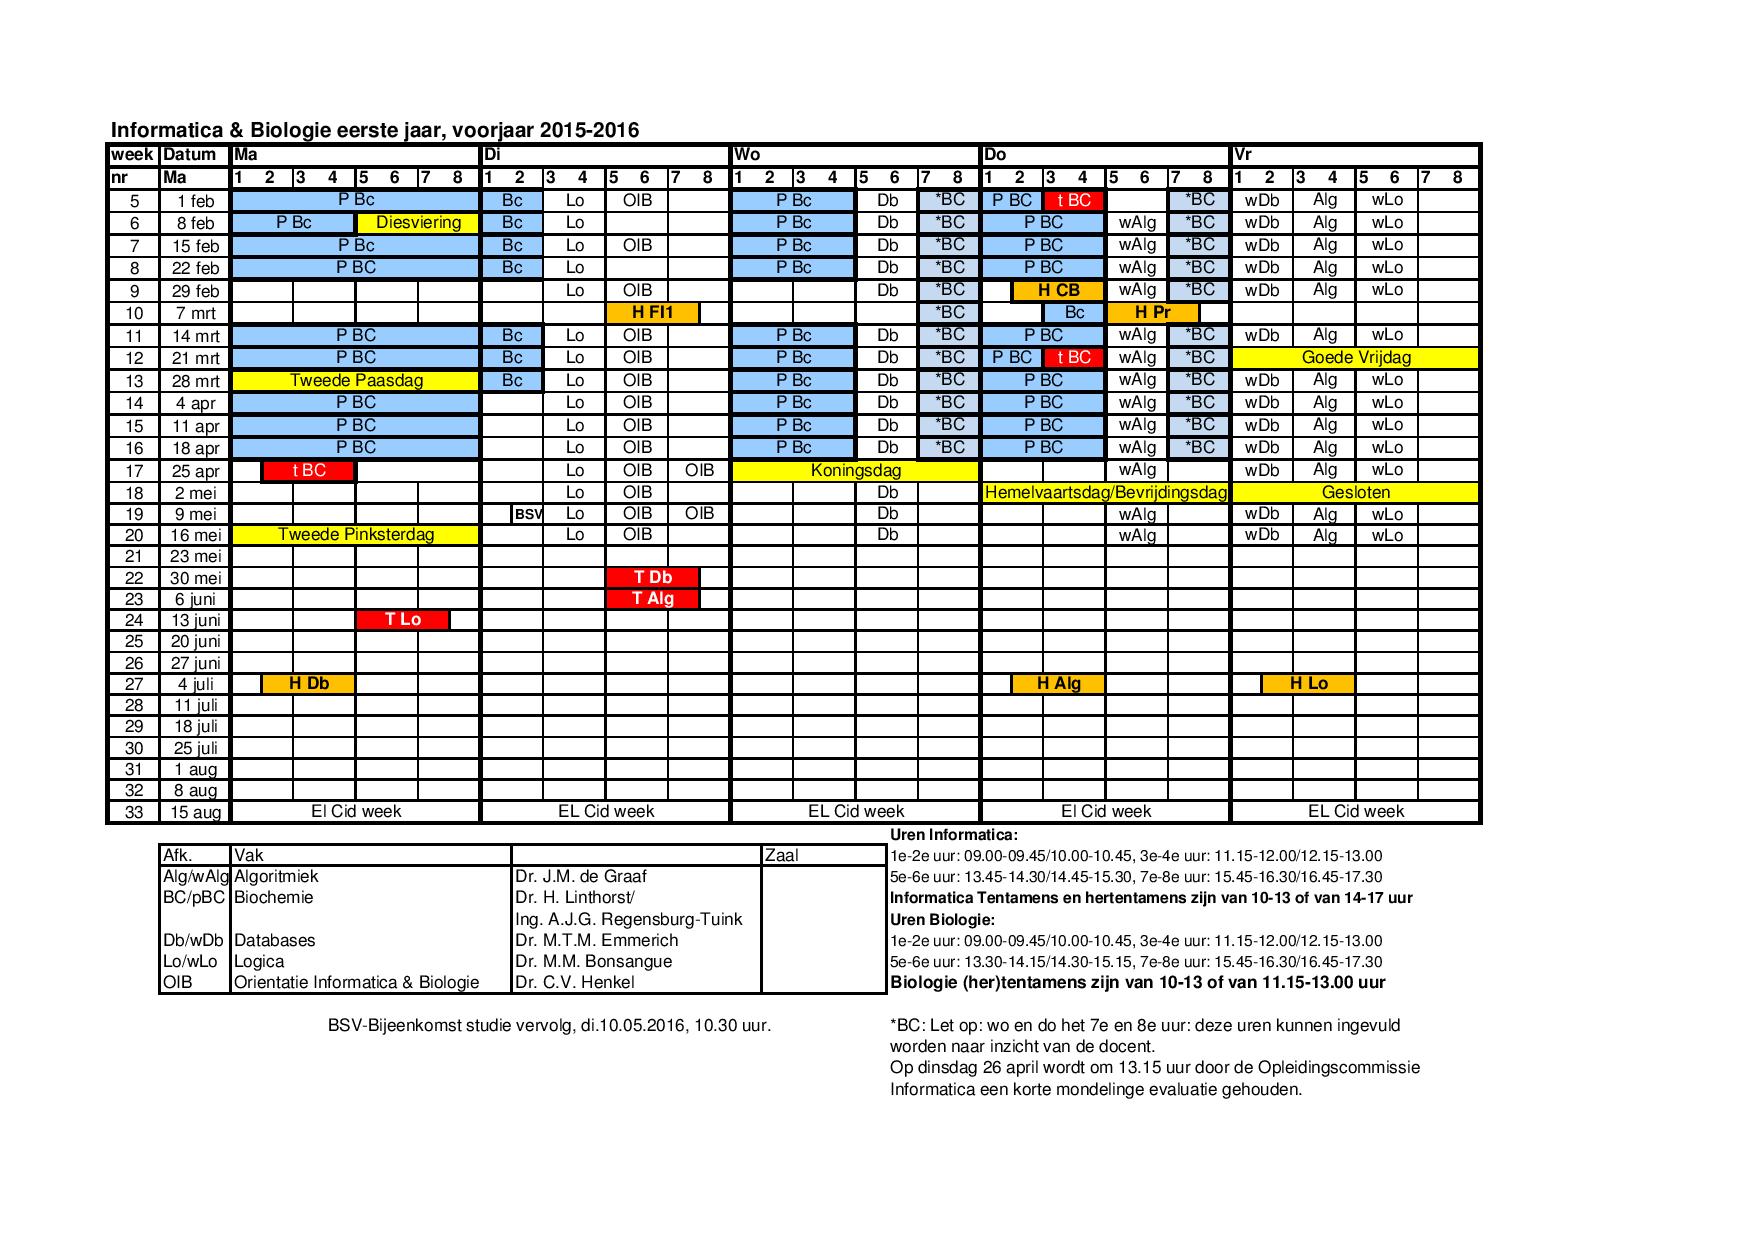 Informatica & Biologie eerste jaar, voorjaar 2015-2016
week Datum Ma Di Wo Do Vr
nr Ma 1 2 3 4 5 6 7 8 1 2 3 4 5 6 7 8 1 2 3 4 5 6 7 8 1 2 3 4 5 6 7 8 1 2 3 4 5 6 7 8
5 1 feb P Bc Bc Lo OIB P Bc Db *BC P BC t BC *BC wDb Alg wLo
6 8 feb P Bc Diesviering Bc Lo P Bc Db *BC P BC wAlg *BC wDb Alg wLo
7 15 feb P Bc Bc Lo OIB P Bc Db *BC P BC wAlg *BC wDb Alg wLo
8 22 feb P BC Bc Lo P Bc Db *BC P BC wAlg *BC wDb Alg wLo
9 29 feb Lo OIB Db *BC H CB wAlg *BC wDb Alg wLo
10 7 mrt H FI1 *BC Bc H Pr
11 14 mrt P BC Bc Lo OIB P Bc Db *BC P BC wAlg *BC wDb Alg wLo
12 21 mrt P BC Bc Lo OIB P Bc Db *BC P BC t BC wAlg *BC Goede Vrijdag
13 28 mrt Tweede Paasdag Bc Lo OIB P Bc Db *BC P BC wAlg *BC wDb Alg wLo
14 4 apr P BC Lo OIB P Bc Db *BC P BC wAlg *BC wDb Alg wLo
15 11 apr P BC Lo OIB P Bc Db *BC P BC wAlg *BC wDb Alg wLo
16 18 apr P BC Lo OIB P Bc Db *BC P BC wAlg *BC wDb Alg wLo
17 25 apr t BC Lo OIB OIB Koningsdag wAlg wDb Alg wLo
18 2 mei Lo OIB Db Hemelvaartsdag/Bevrijdingsdag Gesloten
19 9 mei BSV Lo OIB OIB Db wAlg wDb Alg wLo
20 16 mei Tweede Pinksterdag Lo OIB Db wAlg wDb Alg wLo
21 23 mei
22 30 mei T Db
23 6 juni T Alg
24 13 juni T Lo
25 20 juni
26 27 juni
27 4 juli H Db H Alg H Lo
28 11 juli
29 18 juli
30 25 juli
31 1 aug
32 8 aug
33 15 aug El Cid week EL Cid week EL Cid week El Cid week EL Cid week
Uren Informatica:
Afk. Vak Zaal 1e-2e uur: 09.00-09.45/10.00-10.45, 3e-4e uur: 11.15-12.00/12.15-13.00
Alg/wAlg Algoritmiek Dr. J.M. de Graaf 5e-6e uur: 13.45-14.30/14.45-15.30, 7e-8e uur: 15.45-16.30/16.45-17.30
BC/pBC Biochemie Dr. H. Linthorst/ Informatica Tentamens en hertentamens zijn van 10-13 of van 14-17 uur
Ing. A.J.G. Regensburg-Tuink Uren Biologie:
Db/wDb Databases Dr. M.T.M. Emmerich 1e-2e uur: 09.00-09.45/10.00-10.45, 3e-4e uur: 11.15-12.00/12.15-13.00
Lo/wLo Logica Dr. M.M. Bonsangue 5e-6e uur: 13.30-14.15/14.30-15.15, 7e-8e uur: 15.45-16.30/16.45-17.30
OIB Orientatie Informatica & Biologie Dr. C.V. Henkel Biologie (her)tentamens zijn van 10-13 of van 11.15-13.00 uur
BSV-Bijeenkomst studie vervolg, di.10.05.2016, 10.30 uur. *BC: Let op: wo en do het 7e en 8e uur: deze uren kunnen ingevuld
worden naar inzicht van de docent.
Op dinsdag 26 april wordt om 13.15 uur door de Opleidingscommissie
Informatica een korte mondelinge evaluatie gehouden.